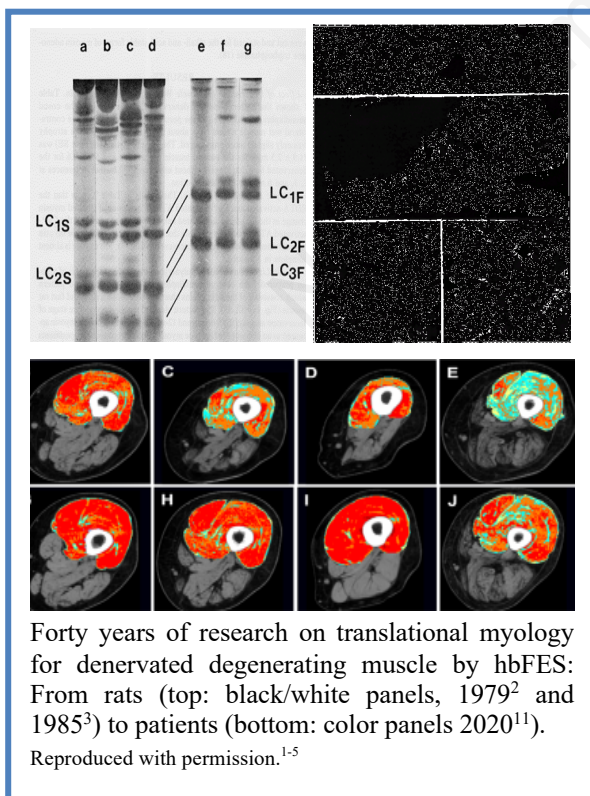 a b c d e f g
LC1S
LC2S
LC1F
LC2F
LC3F
C D E
H I J
Forty years of research on translational myology
for denervated degenerating muscle by hbFES:
From rats (top: black/white panels, 1979² and
1985³) to patients (bottom: color panels 2020¹¹).
Reproduced with permission.¹⁻⁵